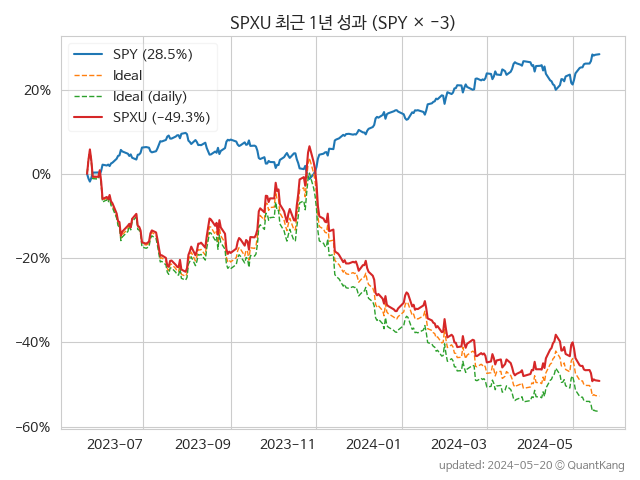 SPXU 최근 1년 성과 (SPY × −3)
SPY (28.5%)
Ideal
Ideal (daily)
SPXU (−49.3%)
20%
0%
−20%
−40%
−60%
2023−07 2023−09 2023−11 2024−01 2024−03 2024−05
updated: 2024-05-20 ⓒ QuantKang